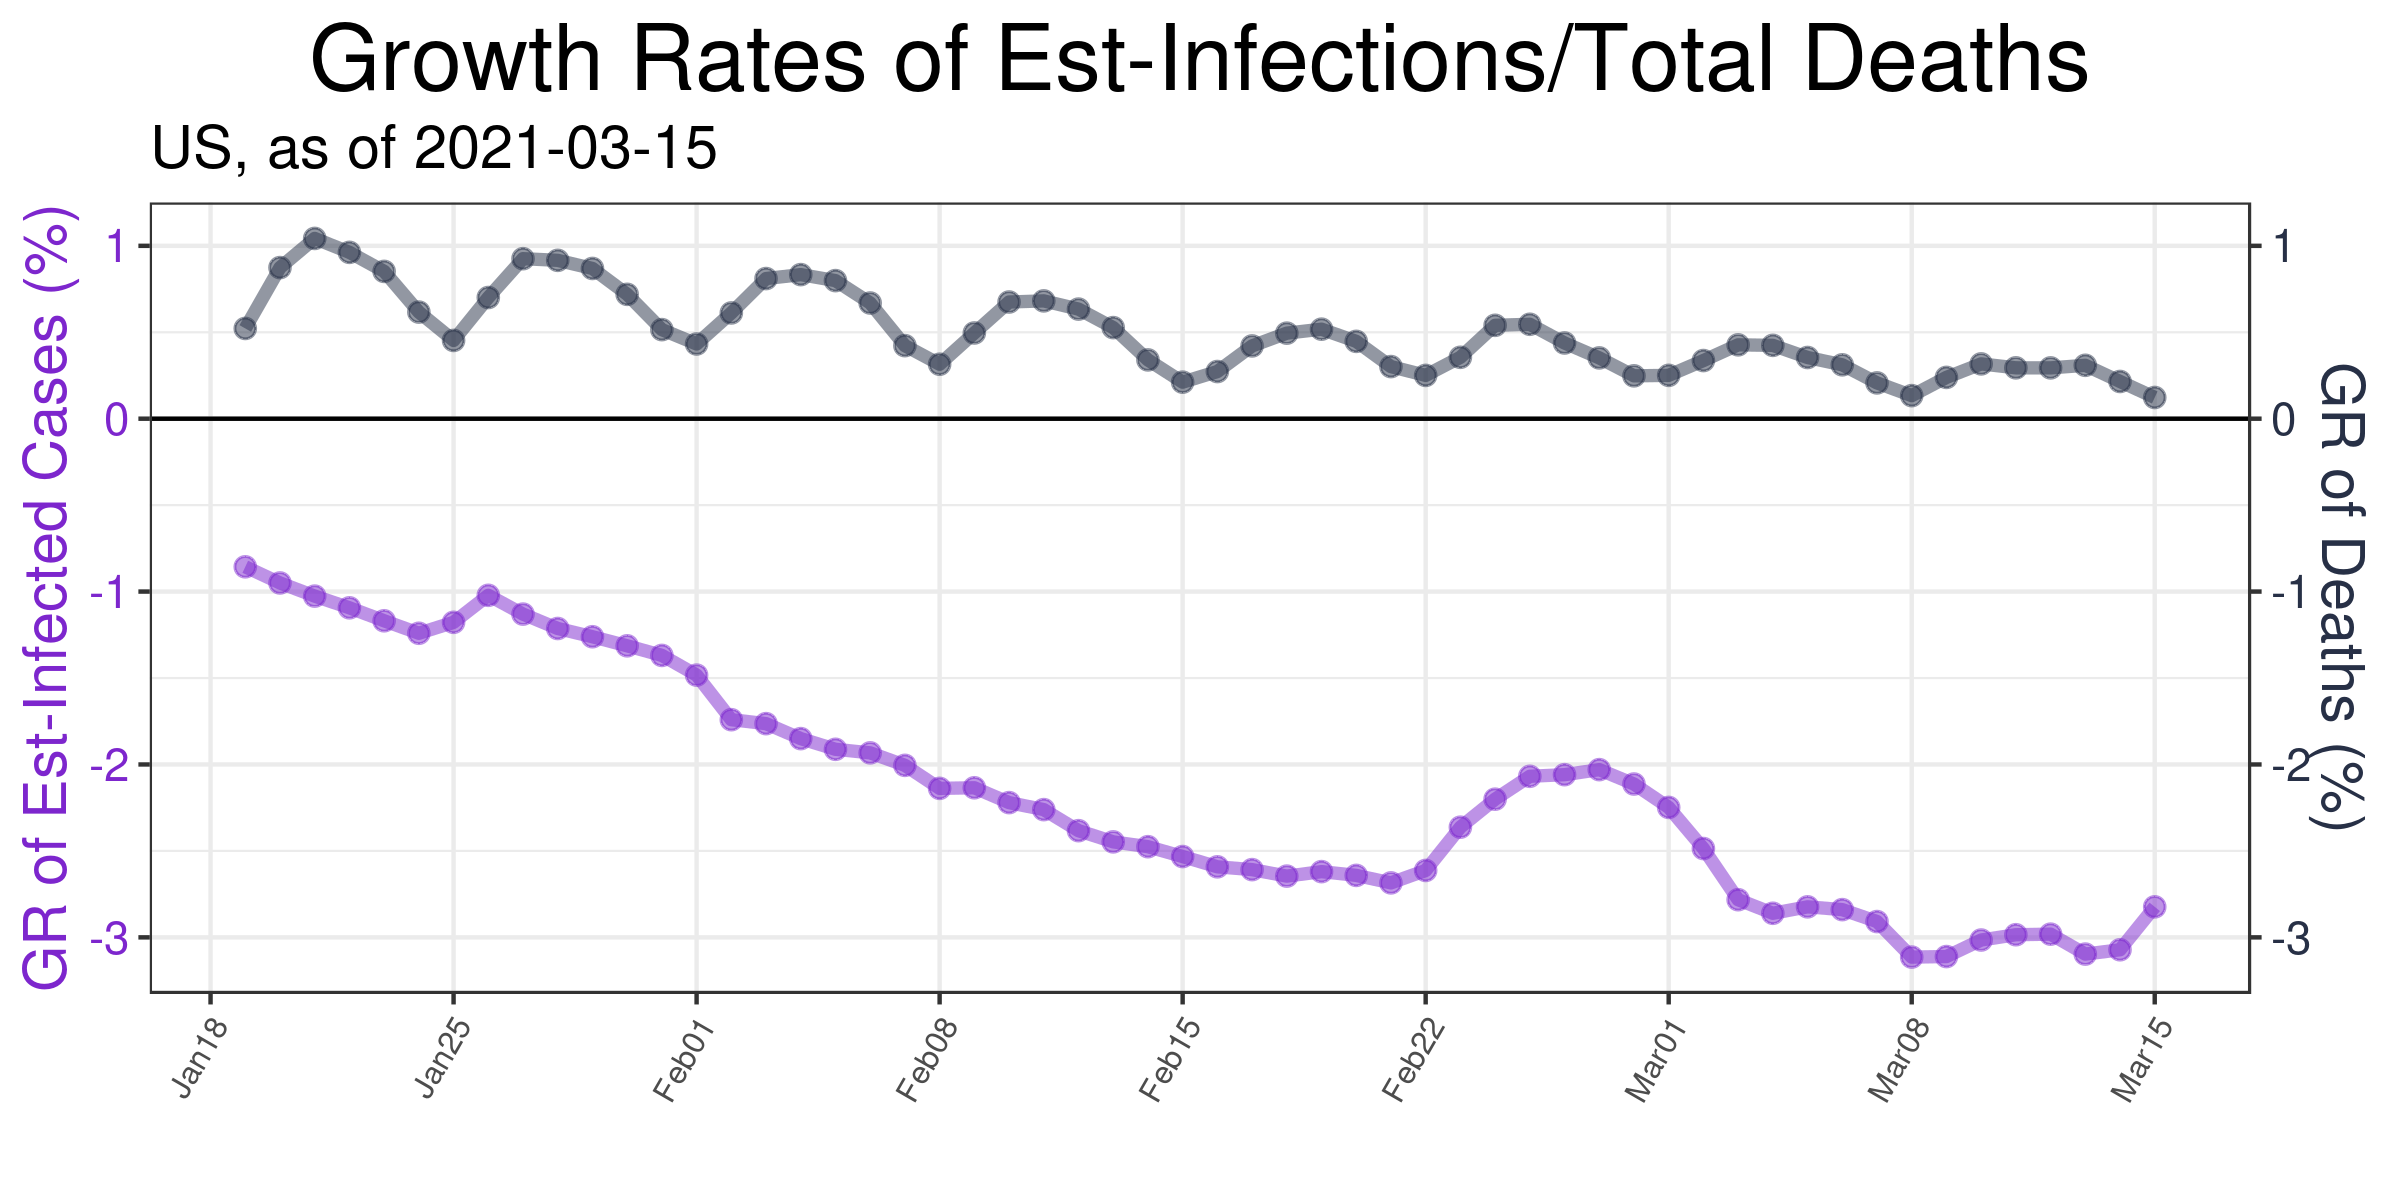 Growth Rates of Est-Infections/Total Deaths
US, as of 2021-03-15
GR of Est-Infected Cases (%)
1
0
-1
-2
-3
1
0
-1
-2
-3
GR of Deaths (%)
Jan18
Jan25
Feb01
Feb08
Feb15
Feb22
Mar01
Mar08
Mar15